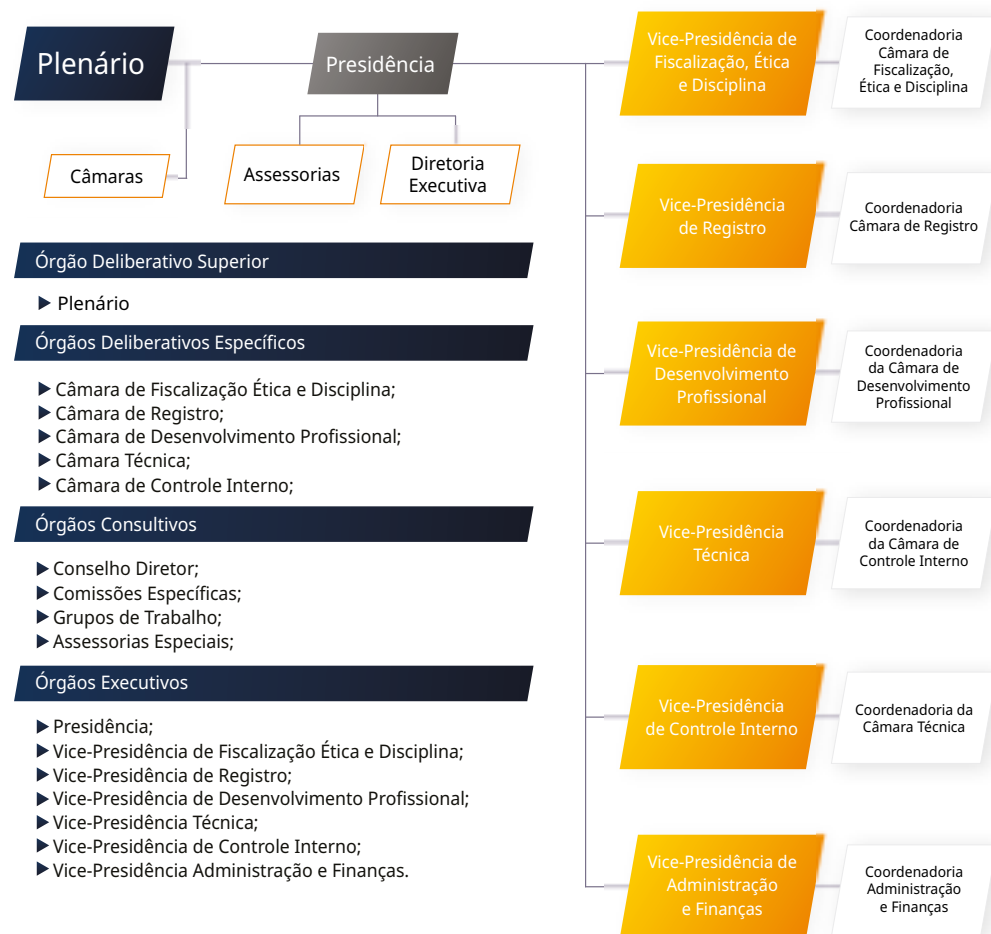 Plenário
Presidência
Câmaras
Assessorias
Diretoria
Executiva
Órgão Deliberativo Superior
Plenário
Órgãos Deliberativos Específicos
Câmara de Fiscalização Ética e Disciplina;
Câmara de Registro;
Câmara de Desenvolvimento Profissional;
Câmara Técnica;
Câmara de Controle Interno;
Órgãos Consultivos
Conselho Diretor;
Comissões Específicas;
Grupos de Trabalho;
Assessorias Especiais;
Órgãos Executivos
Presidência;
Vice-Presidência de Fiscalização Ética e Disciplina;
Vice-Presidência de Registro;
Vice-Presidência de Desenvolvimento Profissional;
Vice-Presidência Técnica;
Vice-Presidência de Controle Interno;
Vice-Presidência Administração e Finanças.
Vice-Presidência de
Fiscalização, Ética
e Disciplina
Coordenadoria
Câmara de
Fiscalização,
Ética e Disciplina
Vice-Presidência
de Registro
Coordenadoria
Câmara de Registro
Vice-Presidência de
Desenvolvimento
Profissional
Coordenadoria
da Câmara de
Desenvolvimento
Profissional
Vice-Presidência
Técnica
Coordenadoria
da Câmara de
Controle Interno
Vice-Presidência
de Controle Interno
Coordenadoria da
Câmara Técnica
Vice-Presidência de
Administração
e Finanças
Coordenadoria
Administração
e Finanças